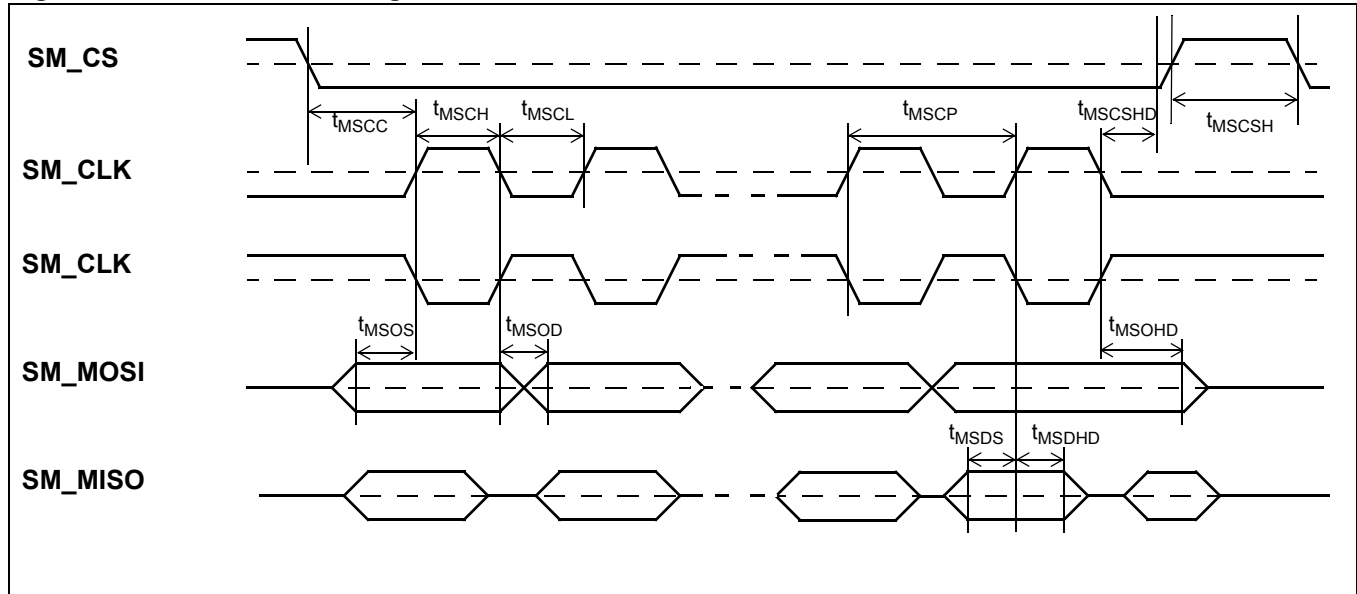 SM_CS
tMSCC
tMSCH
tMSCL
tMSCP
tMSCSHD
tMSCSH
SM_CLK
SM_CLK
tMSOS
tMSOD
tMSOHD
SM_MOSI
tMSDS
tMSDHD
SM_MISO